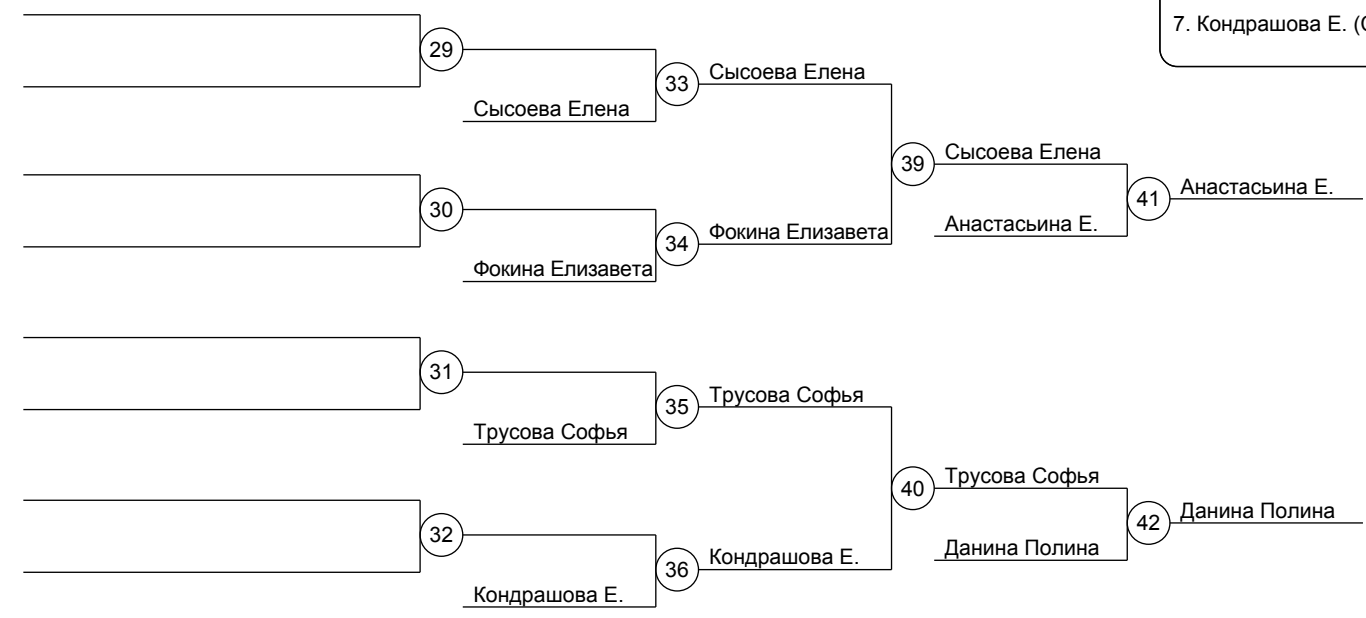 7. Кондрашова Е. (
29
33
Сысоева Елена
Сысоева Елена
39
Сысоева Елена
41
Анастасьина Е.
30
34
Фокина Елизавета
Анастасьина Е.
Фокина Елизавета
31
35
Трусова Софья
Трусова Софья
40
Трусова Софья
42
Данина Полина
32
36
Кондрашова Е.
Данина Полина
Кондрашова Е.